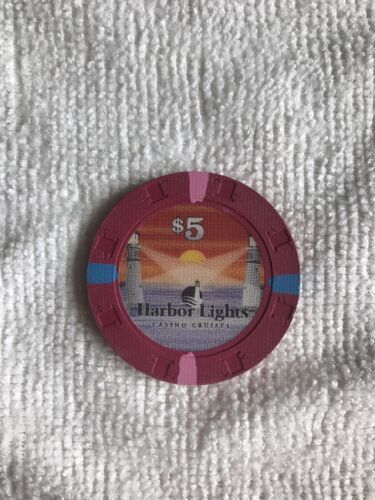 $5
Harbor Lights
CASINO CRUISES